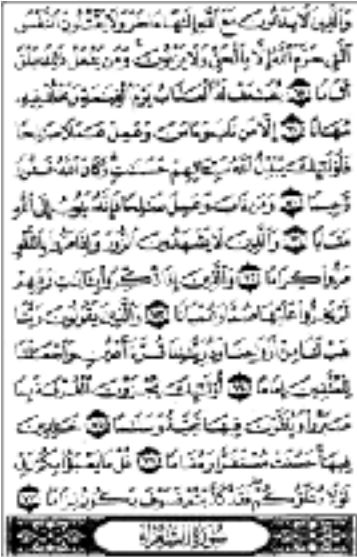 وَالَّذِينَ لَا يَدْعُونَ مَعَ اللَّهِ إِلَٰهًا آخَرَ وَلَا يَقْتُلُونَ النَّفْسَ
الَّتِي حَرَّمَ اللَّهُ إِلَّا بِالْحَقِّ وَلَا يَزْنُونَ وَمَن يَفْعَلْ ذَٰلِكَ يَلْقَ
أَثَامًا ٦٨ يُضَاعَفْ لَهُ الْعَذَابُ يَوْمَ الْقِيَامَةِ وَيَخْلُدْ فِيهِ
مُهَانًا ٦٩ إِلَّا مَن تَابَ وَآمَنَ وَعَمِلَ عَمَلًا صَالِحًا
فَأُولَٰئِكَ يُبَدِّلُ اللَّهُ سَيِّئَاتِهِمْ حَسَنَاتٍ وَكَانَ اللَّهُ غَفُورًا
رَّحِيمًا ٧٠ وَمَن تَابَ وَعَمِلَ صَالِحًا فَإِنَّهُ يَتُوبُ إِلَى اللَّهِ
مَتَابًا ٧١ وَالَّذِينَ لَا يَشْهَدُونَ الزُّورَ وَإِذَا مَرُّوا بِاللَّغْوِ
مَرُّوا كِرَامًا ٧٢ وَالَّذِينَ إِذَا ذُكِّرُوا بِآيَاتِ رَبِّهِمْ
لَمْ يَخِرُّوا عَلَيْهَا صُمًّا وَعُمْيَانًا ٧٣ وَالَّذِينَ يَقُولُونَ رَبَّنَا
هَبْ لَنَا مِنْ أَزْوَاجِنَا وَذُرِّيَّاتِنَا قُرَّةَ أَعْيُنٍ وَاجْعَلْنَا
لِلْمُتَّقِينَ إِمَامًا ٧٤ أُولَٰئِكَ يُجْزَوْنَ الْغُرْفَةَ بِمَا
صَبَرُوا وَيُلَقَّوْنَ فِيهَا تَحِيَّةً وَسَلَامًا ٧٥ خَالِدِينَ
فِيهَا حَسُنَتْ مُسْتَقَرًّا وَمُقَامًا ٧٦ قُلْ مَا يَعْبَأُ بِكُمْ رَبِّي
لَوْلَا دُعَاؤُكُمْ فَقَدْ كَذَّبْتُمْ فَسَوْفَ يَكُونُ لِزَامًا ٧٧
سُورَةُ الشُّعَرَاءِ